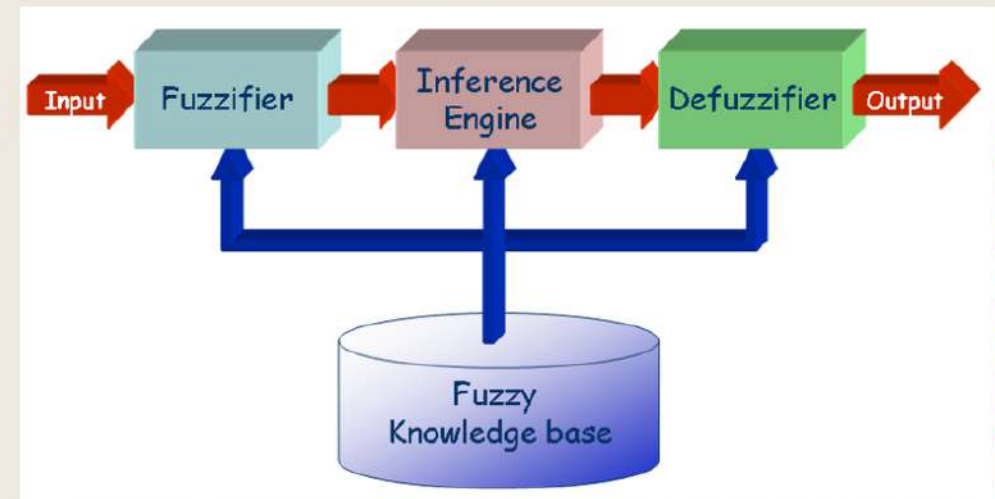 Input
Fuzzifier
Inference
Engine
Defuzzifier
Output
Fuzzy
Knowledge base